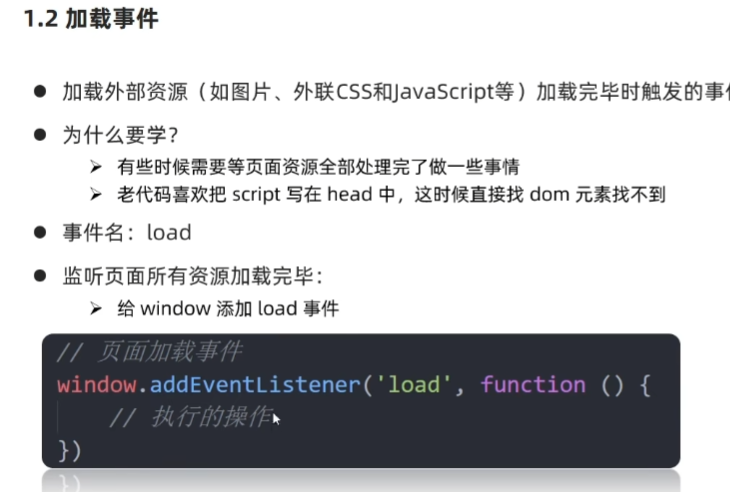 1.2 加载事件
● 加载外部资源（如图片、外联CSS和JavaScript等）加载完毕时触发的事件
● 为什么要学？
➢ 有些时候需要等页面资源全部处理完了做一些事情
➢ 老代码喜欢把 script 写在 head 中，这时候直接找 dom 元素找不到
● 事件名：load
● 监听页面所有资源加载完毕：
➢ 给 window 添加 load 事件
// 页面加载事件
window.addEventListener('load', function () {
// 执行的操作
})